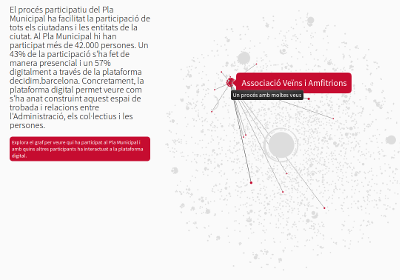 El procés participatiu del Pla
Municipal ha facilitat la participació de
tots els ciutadans i les entitats de la
ciutat. Al Pla Municipal hi han
participat més de 42.000 persones. Un
43% de la participació s'ha fet de
manera presencial i un 57%
digitalment a través de la plataforma
decidim.barcelona. Concretament, la
plataforma digital permet veure com
s'ha anat construint aquest espai de
trobada i relacions entre
l'Administració, els col·lectius i les
persones.
Associació Veïns i Amfitrions
Un procés amb moltes veus
Explora el graf per veure qui ha participat al Pla Municipal i
amb quins altres participants ha interactuat a la plataforma
digital.